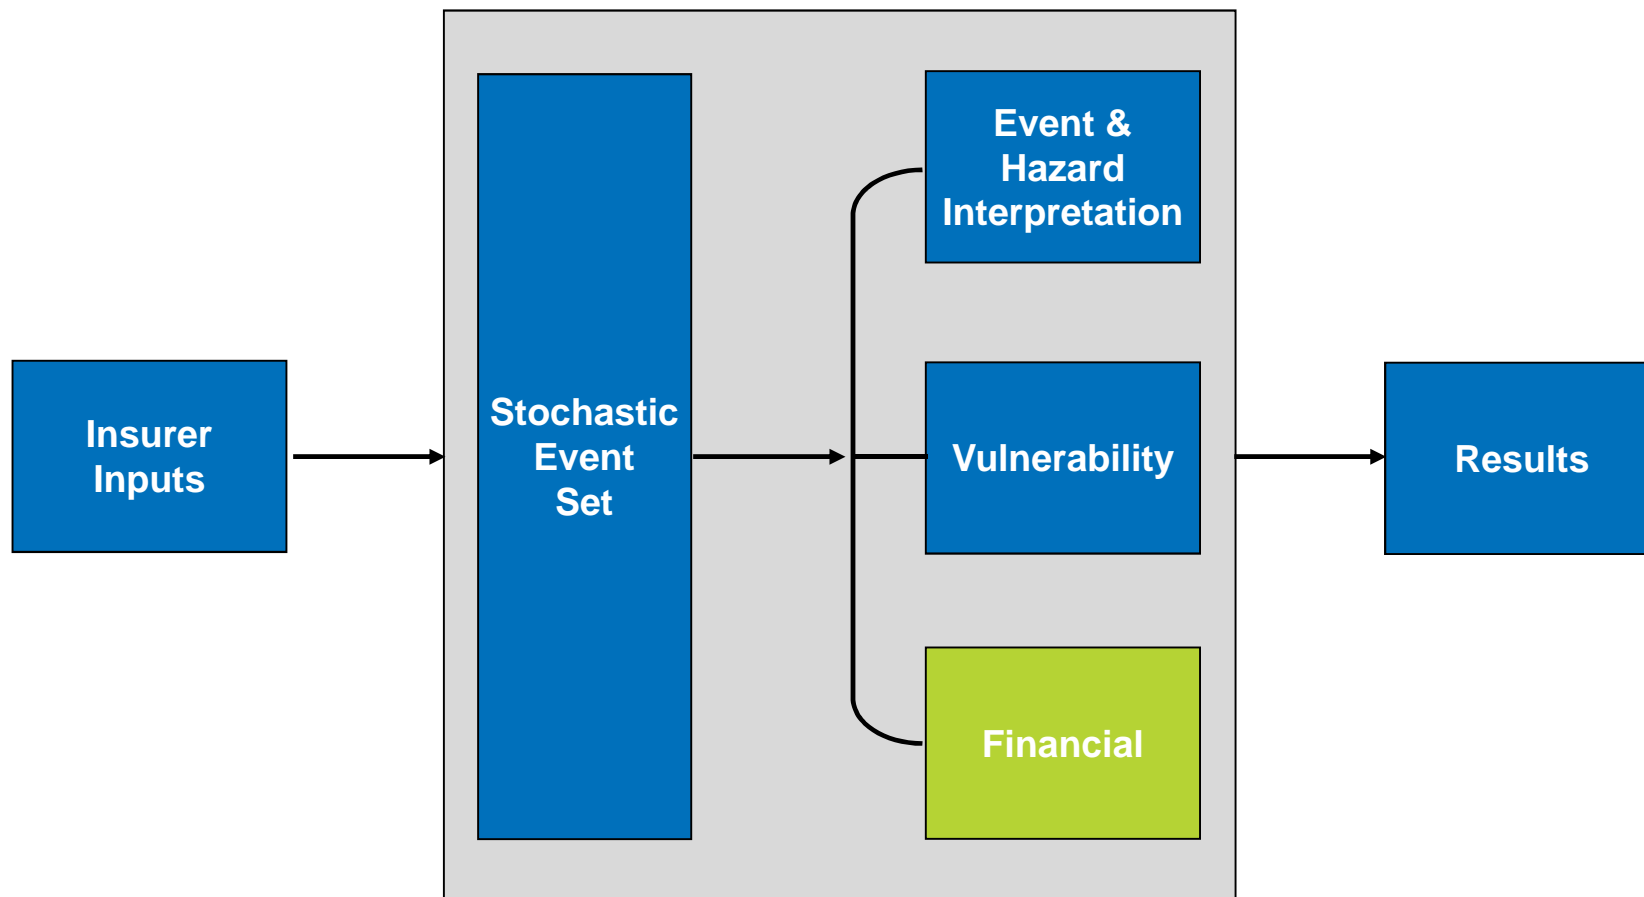 Insurer
Inputs
Stochastic
Event
Set
Event &
Hazard
Interpretation
Vulnerability
Financial
Results